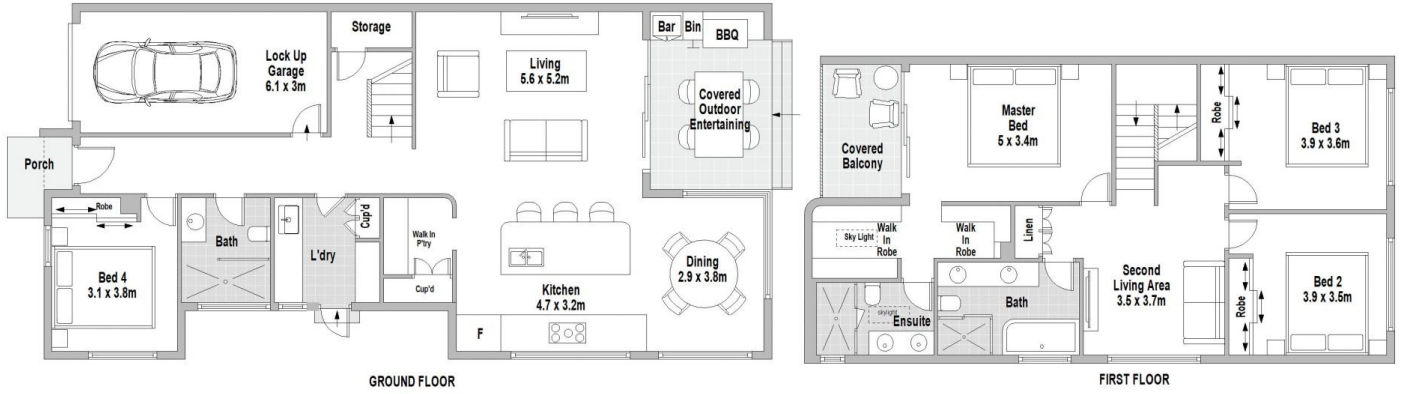 Storage
Lock Up
Garage
6.1 x 3m
Living
5.6 x 5.2m
Bar
Bin
BBQ
Covered
Outdoor
Entertaining
Porch
Robe
Bed 4
3.1 x 3.8m
Bath
L'dry
Cup'd
Walk In
P'try
Cup'd
Kitchen
4.7 x 3.2m
F
Dining
2.9 x 3.8m
GROUND FLOOR
Covered
Balcony
Master
Bed
5 x 3.4m
Robe
Bed 3
3.9 x 3.6m
Sky Light
Walk
In
Robe
Walk
In
Robe
Linen
skylight
Ensuite
Bath
Second
Living Area
3.5 x 3.7m
Robe
Bed 2
3.9 x 3.5m
FIRST FLOOR